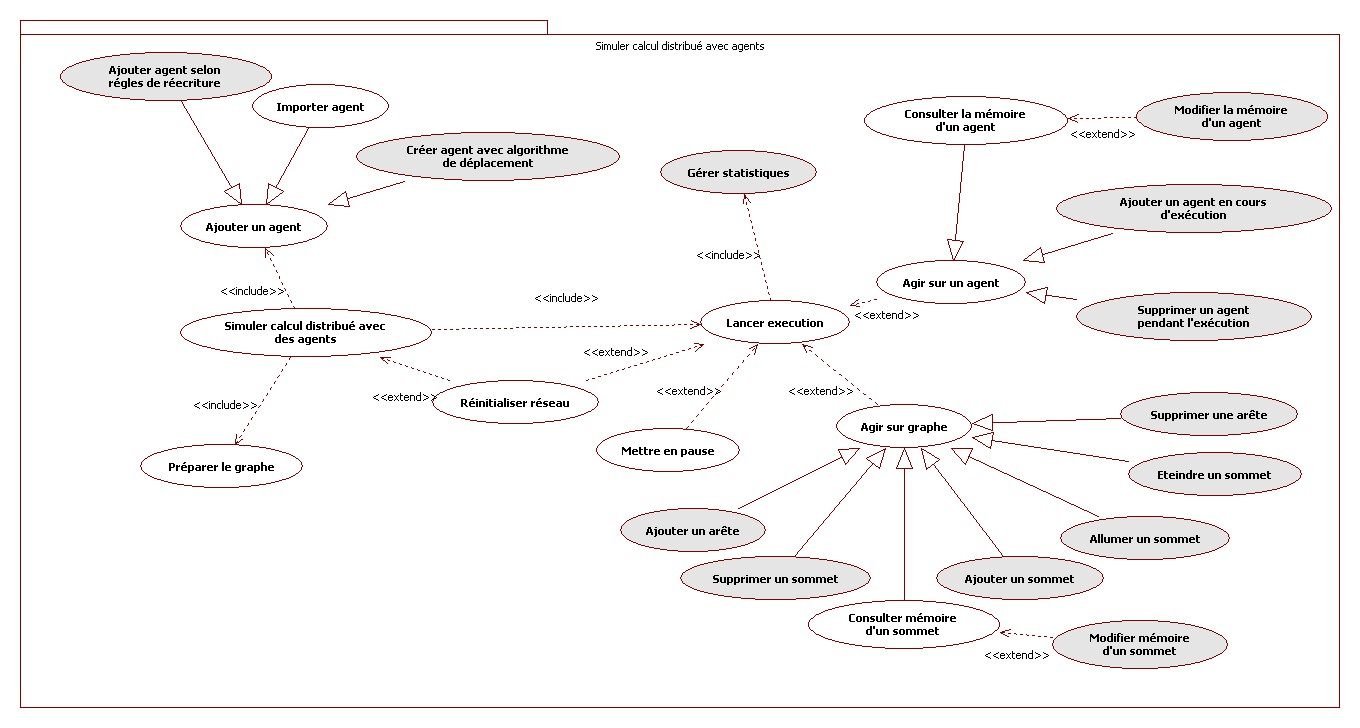 Simuler calcul distribué avec agents
Ajouter agent selon
régles de réecriture
Importer agent
Créer agent avec algorithme
de déplacement
Ajouter un agent
<<include>>
Simuler calcul distribué avec
des agents
<<include>>
Préparer le graphe
<<include>>
<<extend>>
Réinitialiser réseau
<<extend>>
Gérer statistiques
<<include>>
Lancer execution
<<extend>>
Mettre en pause
<<extend>>
Agir sur graphe
<<extend>>
Agir sur un agent
Consulter la mémoire
d'un agent
<<extend>>
Modifier la mémoire
d'un agent
Ajouter un agent en cours
d'exécution
Supprimer un agent
pendant l'exécution
Supprimer une arête
Eteindre un sommet
Allumer un sommet
Ajouter un arête
Supprimer un sommet
Ajouter un sommet
Consulter mémoire
d'un sommet
<<extend>>
Modifier mémoire
d'un sommet